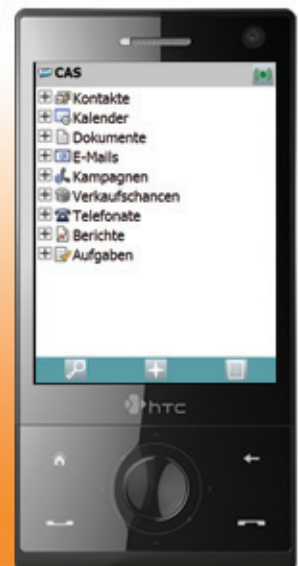 CAS
Kontakte
Kalender
Dokumente
E-Mails
Kampagnen
Verkaufschancen
Telefonate
Berichte
Aufgaben
htc